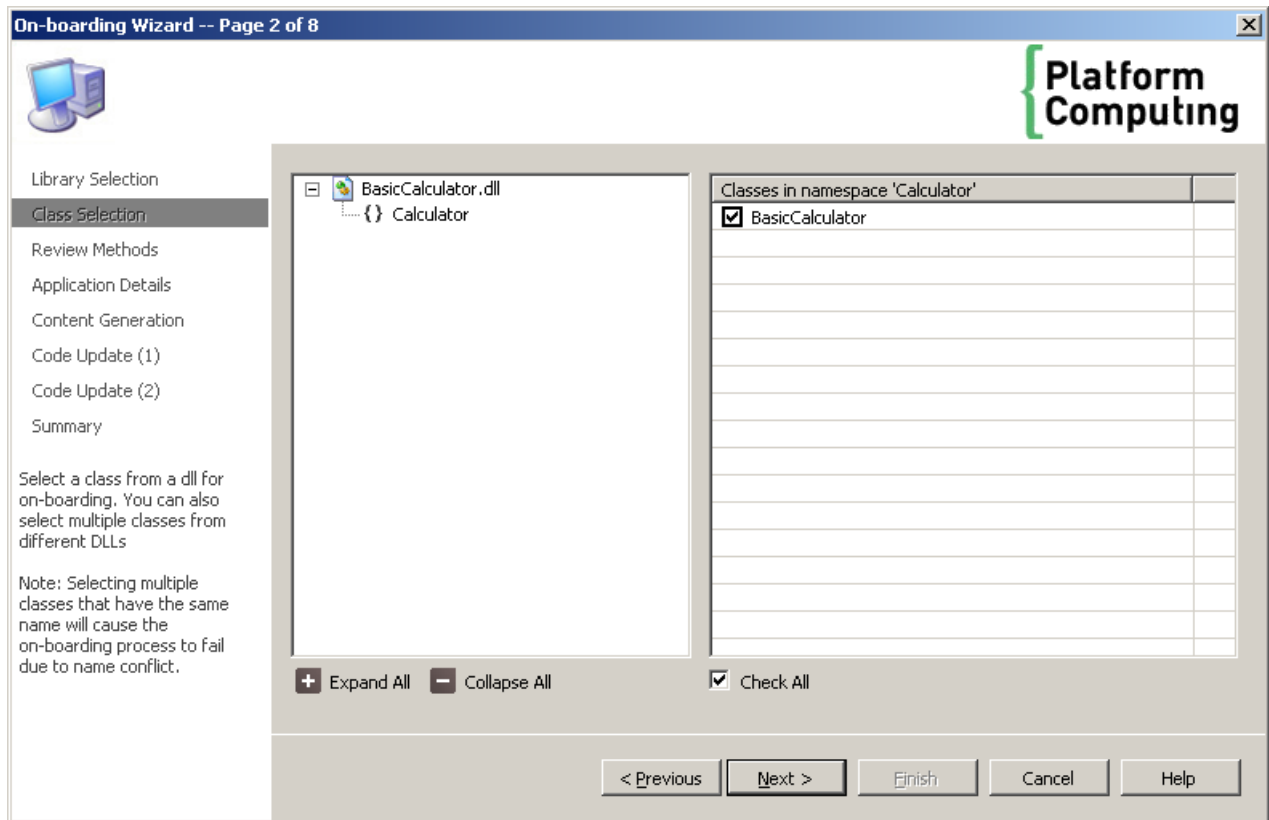 On-boarding Wizard -- Page 2 of 8
Platform
Computing
Library Selection
Class Selection
Review Methods
Application Details
Content Generation
Code Update (1)
Code Update (2)
Summary
Select a class from a dll for
on-boarding. You can also
select multiple classes from
different DLLs
Note: Selecting multiple
classes that have the same
name will cause the
on-boarding process to fail
due to name conflict.
BasicCalculator.dll
{} Calculator
Expand All Collapse All
Classes in namespace 'Calculator'
BasicCalculator
Check All
< Previous Next > Finish Cancel Help